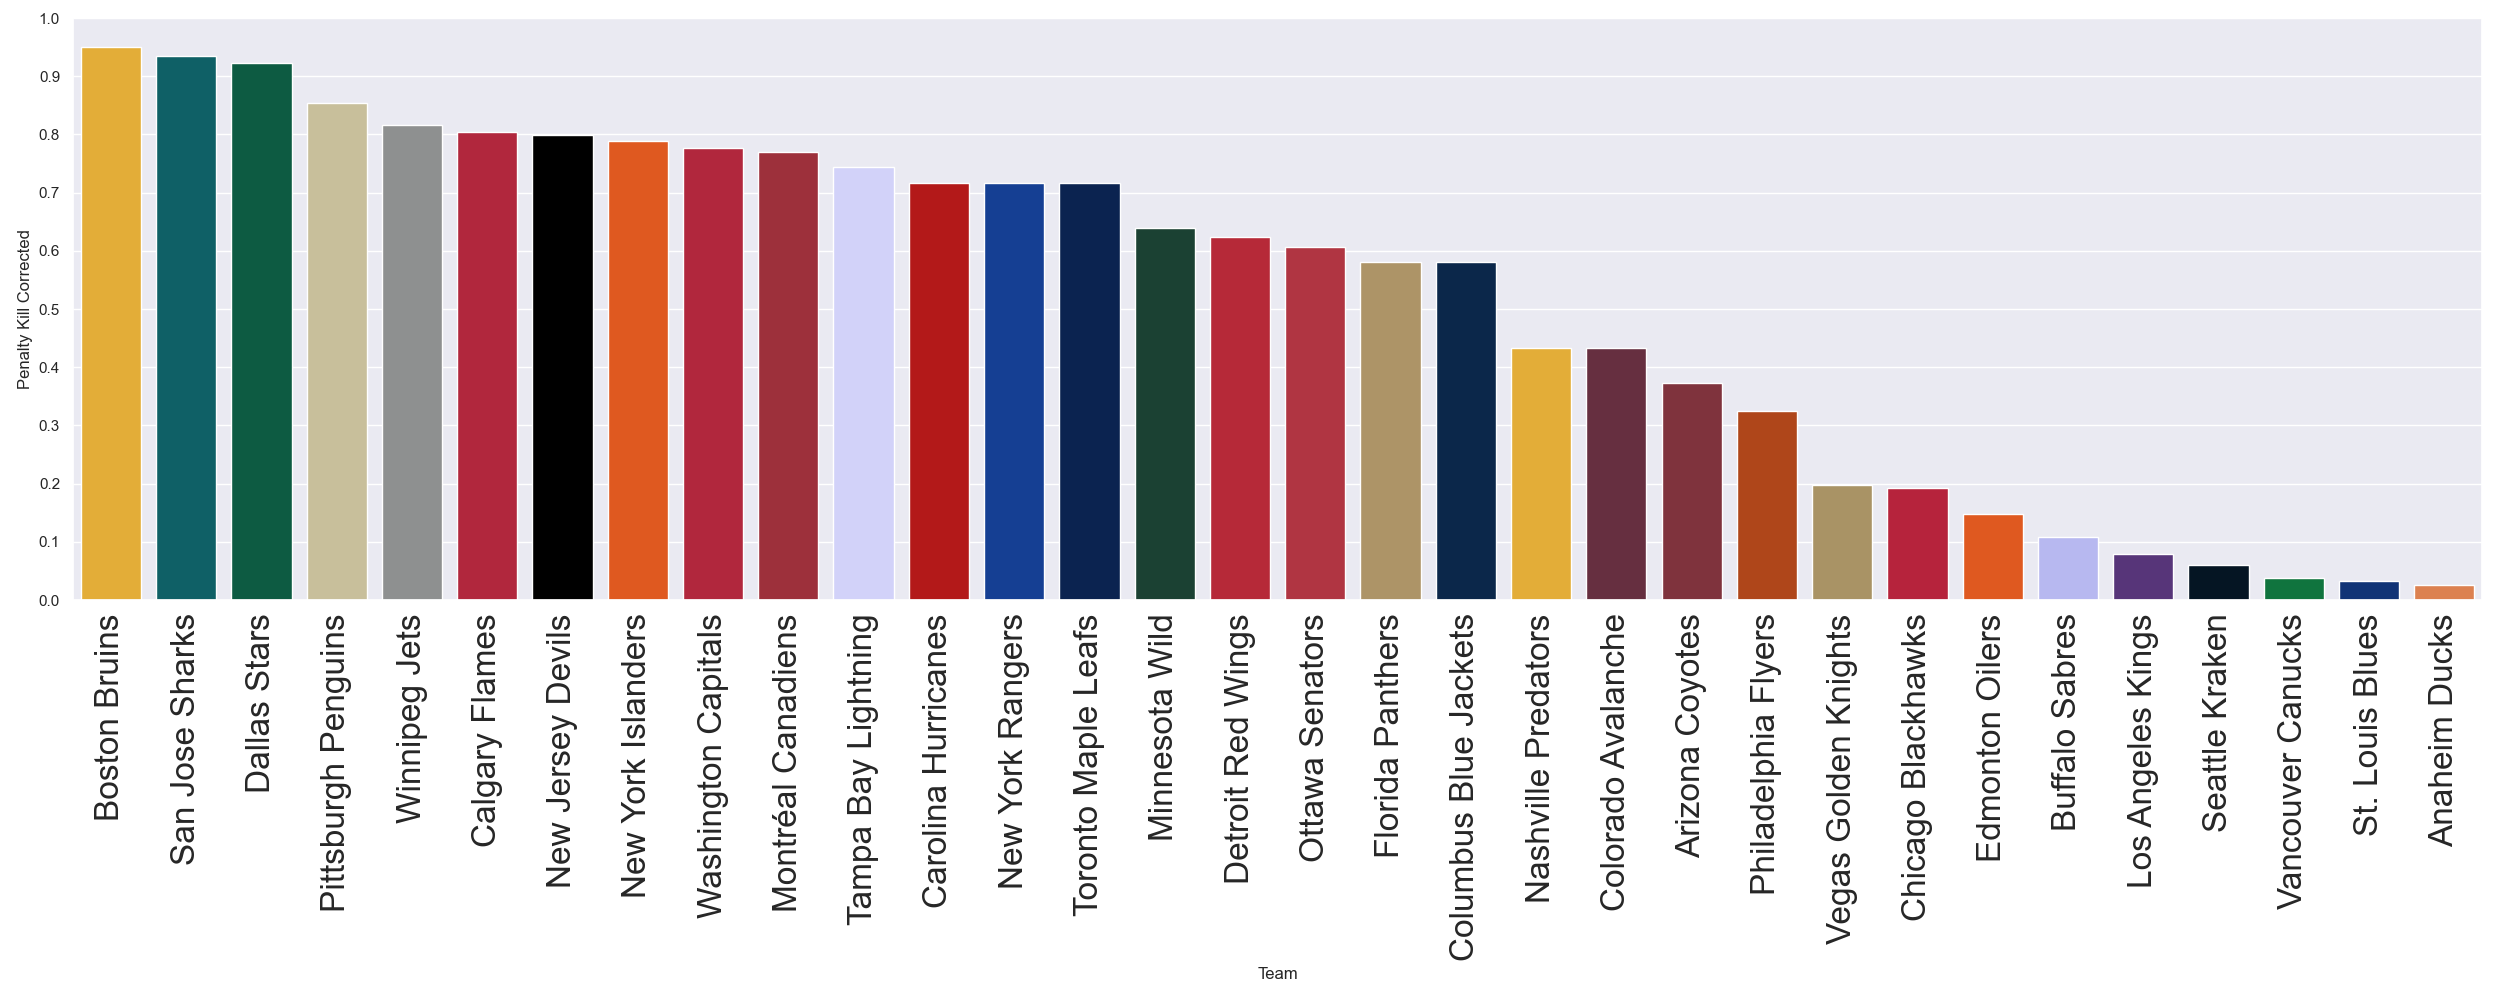 1.0
0.9
0.8
0.7
0.6
0.5
0.4
0.3
0.2
0.1
0.0
Penalty Kill Corrected
Boston Bruins
San Jose Sharks
Dallas Stars
Pittsburgh Penguins
Winnipeg Jets
Calgary Flames
New Jersey Devils
New York Islanders
Washington Capitals
Montréal Canadiens
Tampa Bay Lightning
Carolina Hurricanes
New York Rangers
Toronto Maple Leafs
Minnesota Wild
Detroit Red Wings
Ottawa Senators
Florida Panthers
Columbus Blue Jackets
Nashville Predators
Colorado Avalanche
Arizona Coyotes
Philadelphia Flyers
Vegas Golden Knights
Chicago Blackhawks
Edmonton Oilers
Buffalo Sabres
Los Angeles Kings
Seattle Kraken
Vancouver Canucks
St. Louis Blues
Anaheim Ducks
Team